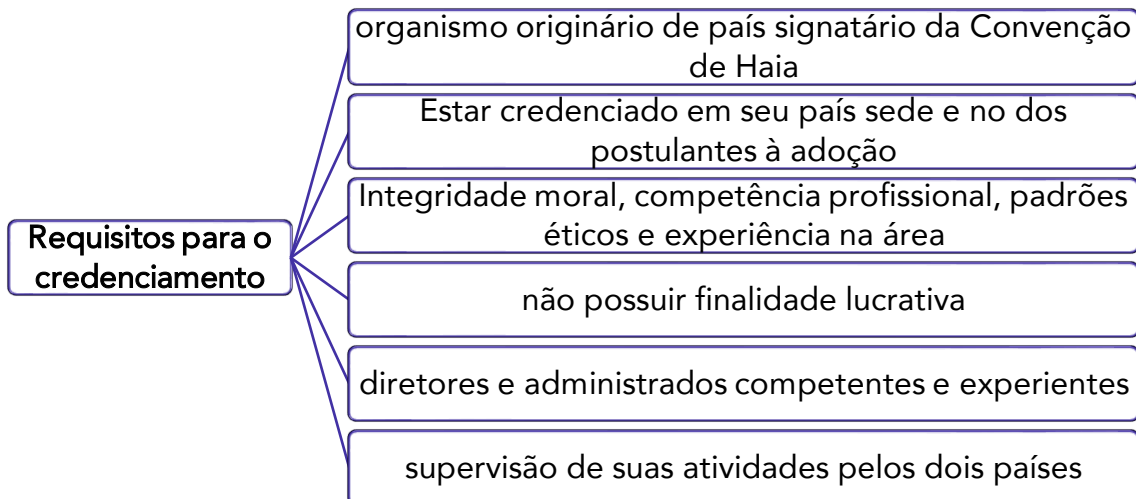 Requisitos para o
credenciamento
organismo originário de país signatário da Convenção
de Haia
Estar credenciado em seu país sede e no dos
postulantes à adoção
Integridade moral, competência profissional, padrões
éticos e experiência na área
não possuir finalidade lucrativa
diretores e administrados competentes e experientes
supervisão de suas atividades pelos dois países